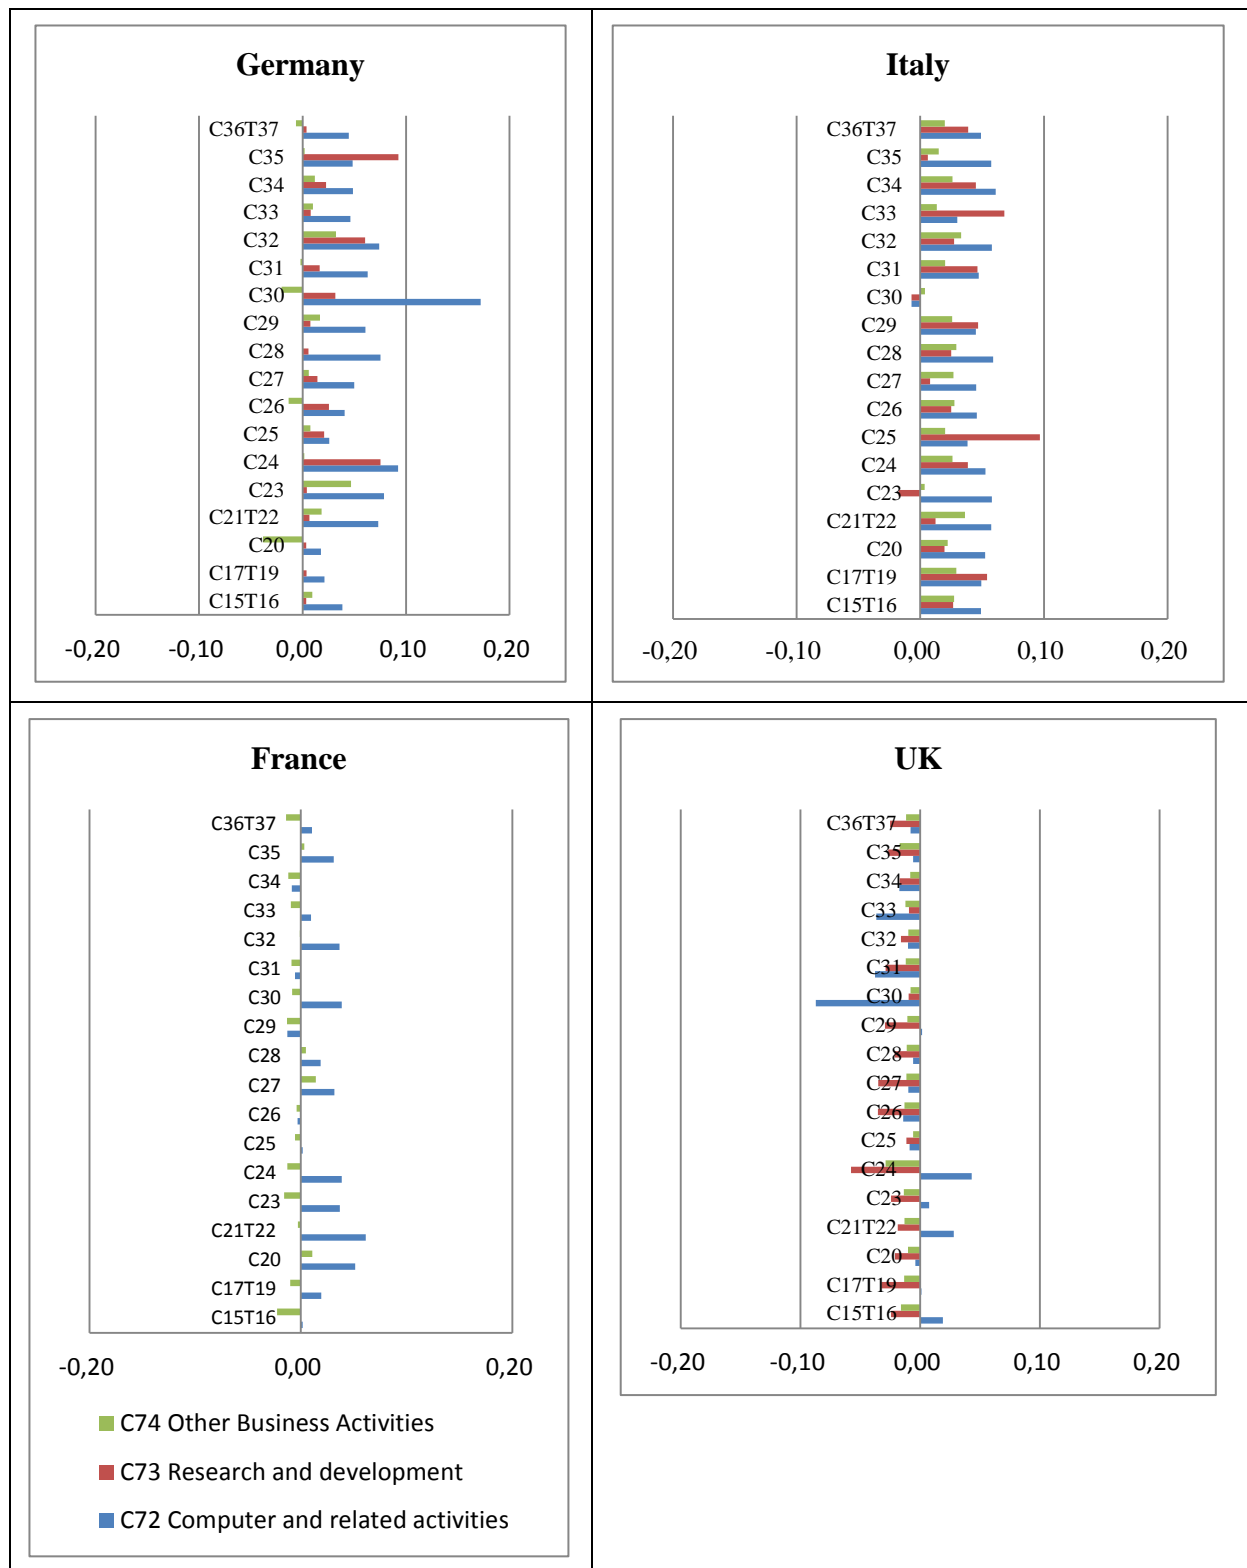 Germany
C36T37
C35
C34
C33
C32
C31
C30
C29
C28
C27
C26
C25
C24
C23
C21T22
C20
C17T19
C15T16
-0,20 -0,10 0,00 0,10 0,20
Italy
C36T37
C35
C34
C33
C32
C31
C30
C29
C28
C27
C26
C25
C24
C23
C21T22
C20
C17T19
C15T16
-0,20 -0,10 0,00 0,10 0,20
France
C36T37
C35
C34
C33
C32
C31
C30
C29
C28
C27
C26
C25
C24
C23
C21T22
C20
C17T19
C15T16
-0,20 0,00 0,20
C74 Other Business Activities
C73 Research and development
C72 Computer and related activities
UK
C36T37
C35
C34
C33
C32
C31
C30
C29
C28
C27
C26
C25
C24
C23
C21T22
C20
C17T19
C15T16
-0,20 -0,10 0,00 0,10 0,20